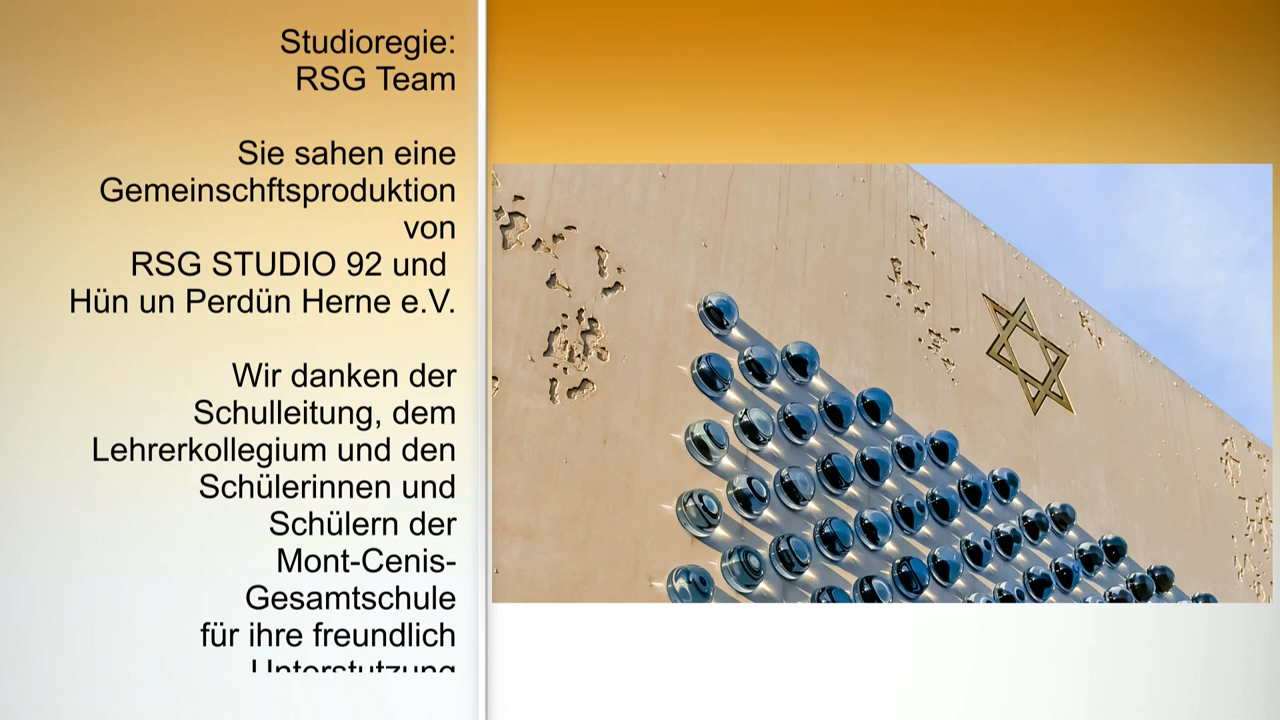 Studioregie:
RSG Team
Sie sahen eine
Gemeinschftsproduktion
von
RSG STUDIO 92 und
Hün un Perdün Herne e.V.
Wir danken der
Schulleitung, dem
Lehrerkollegium und den
Schülerinnen und
Schülern der
Mont-Cenis-
Gesamtschule
für ihre freundlich
Unterstutzung